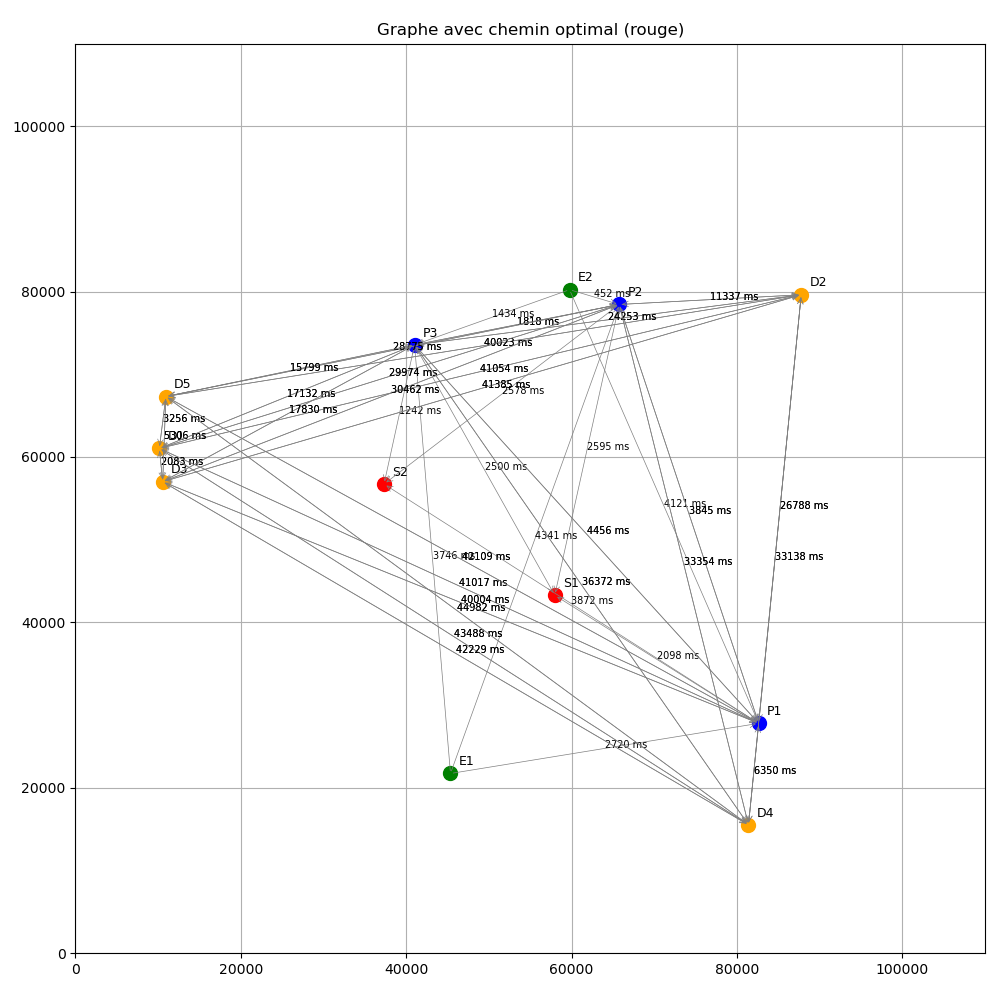 Graphe avec chemin optimal (rouge)
100000
80000
60000
40000
20000
0
0
20000
40000
60000
80000
100000
E2
P2
D2
P3
D5
D3
S2
S1
P1
E1
D4
452 ms
11337 ms
1434 ms
1818 ms
24253 ms
40023 ms
15799 ms
29974 ms
41054 ms
41385 ms
2578 ms
17132 ms
30462 ms
17830 ms
1242 ms
3256 ms
2083 ms
2595 ms
2500 ms
4121 ms
3845 ms
26788 ms
4456 ms
4341 ms
33138 ms
33354 ms
42109 ms
41017 ms
36372 ms
40004 ms
44982 ms
3872 ms
43488 ms
42229 ms
2098 ms
2720 ms
6350 ms